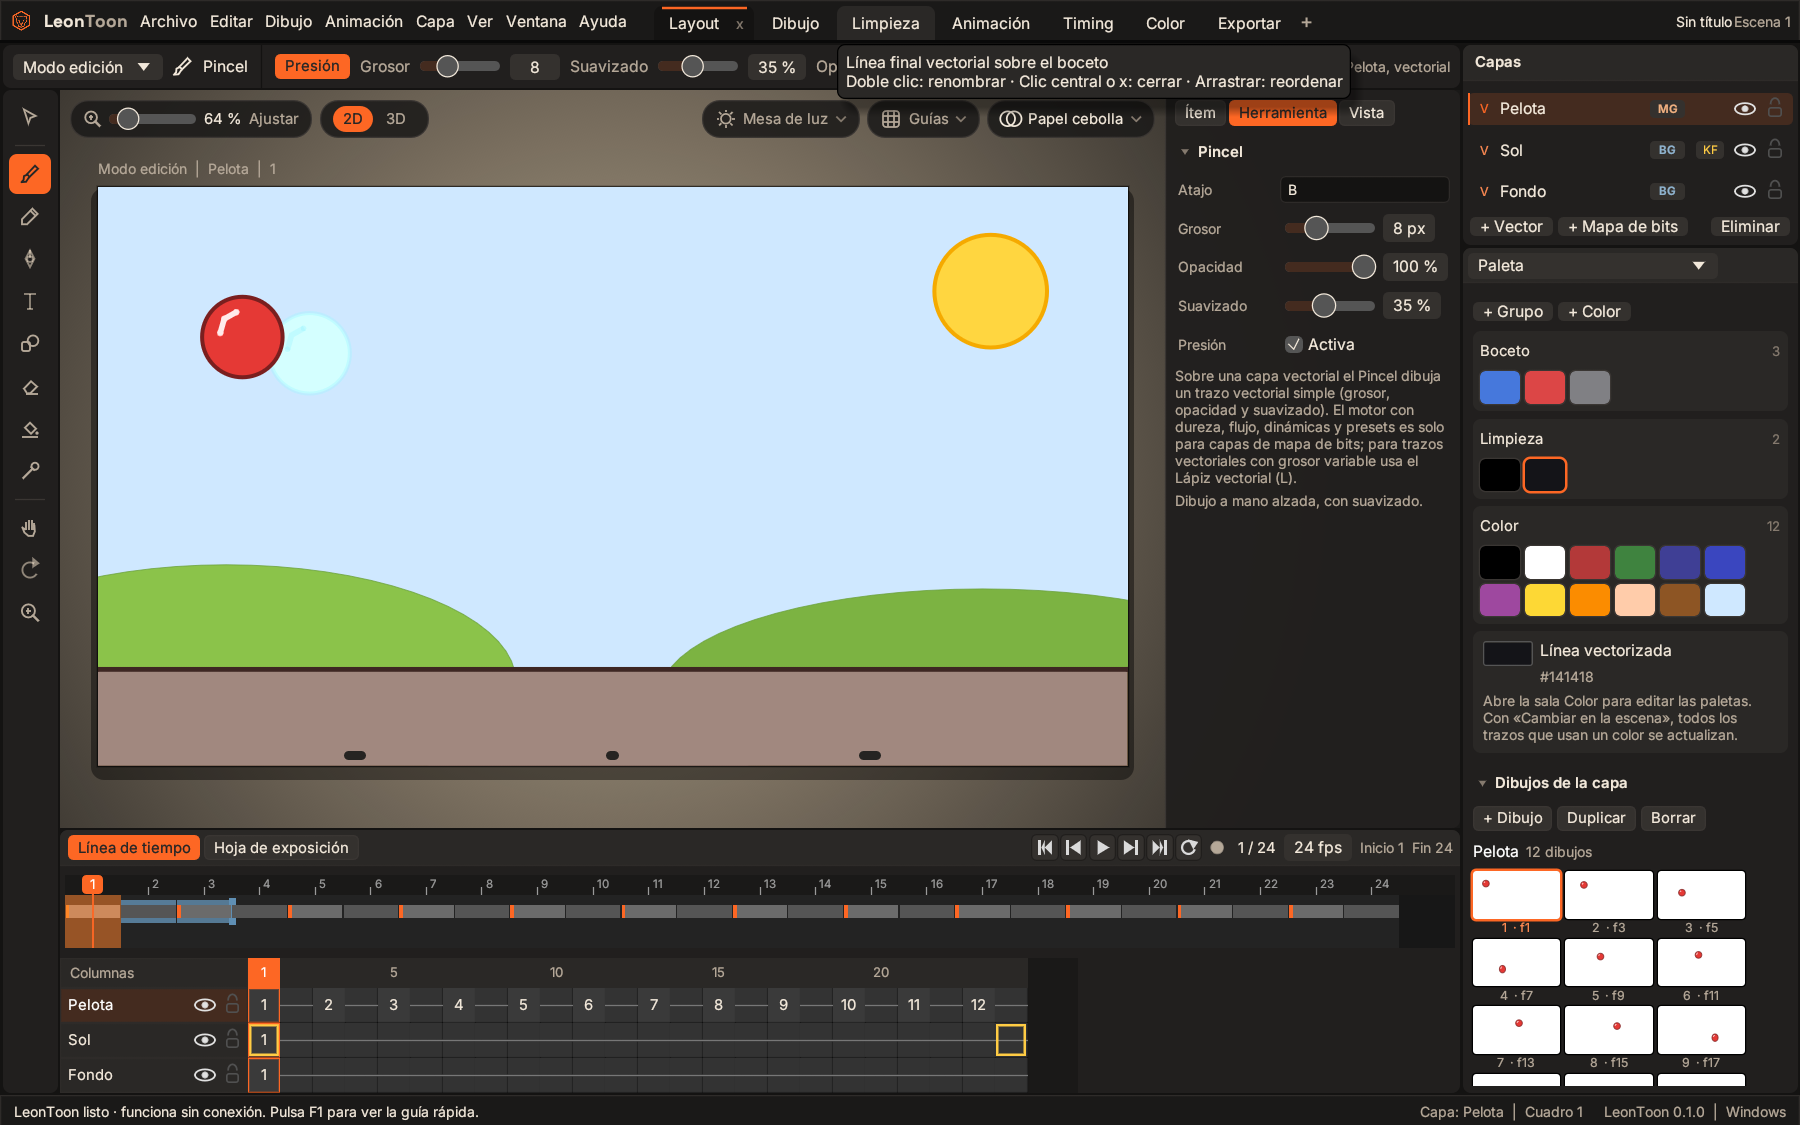 LeonToon Archivo Editar Dibujo Animación Capa Ver Ventana Ayuda Layout x Dibujo Limpieza Animación Timing Color Exportar + Sin título Escena 1
Modo edición Pincel Presión Grosor 8 Suavizado 35 % Op Pelota, vectorial
Línea final vectorial sobre el boceto
Doble clic: renombrar · Clic central o x: cerrar · Arrastrar: reordenar
64 % Ajustar 2D 3D Mesa de luz Guías Papel cebolla
Modo edición | Pelota | 1
Ítem Herramienta Vista
Pincel
Atajo B
Grosor 8 px
Opacidad 100 %
Suavizado 35 %
Presión Activa
Sobre una capa vectorial el Pincel dibuja
un trazo vectorial simple (grosor,
opacidad y suavizado). El motor con
dureza, flujo, dinámicas y presets es solo
para capas de mapa de bits; para trazos
vectoriales con grosor variable usa el
Lápiz vectorial (L).
Dibujo a mano alzada, con suavizado.
Capas
V Pelota MG
V Sol BG KF
V Fondo BG
+ Vector + Mapa de bits Eliminar
Paleta
+ Grupo + Color
Boceto 3
Limpieza 2
Color 12
Línea vectorizada
#141418
Abre la sala Color para editar las paletas.
Con «Cambiar en la escena», todos los
trazos que usan un color se actualizan.
Dibujos de la capa
+ Dibujo Duplicar Borrar
Pelota 12 dibujos
1 · f1 2 · f3 3 · f5
4 · f7 5 · f9 6 · f11
7 · f13 8 · f15 9 · f17
Línea de tiempo Hoja de exposición 1 / 24 24 fps Inicio 1 Fin 24
1 2 3 4 5 6 7 8 9 10 11 12 13 14 15 16 17 18 19 20 21 22 23 24
Columnas 1 5 10 15 20
Pelota 1 2 3 4 5 6 7 8 9 10 11 12
Sol 1
Fondo 1
LeonToon listo · funciona sin conexión. Pulsa F1 para ver la guía rápida. Capa: Pelota | Cuadro 1 LeonToon 0.1.0 | Windows